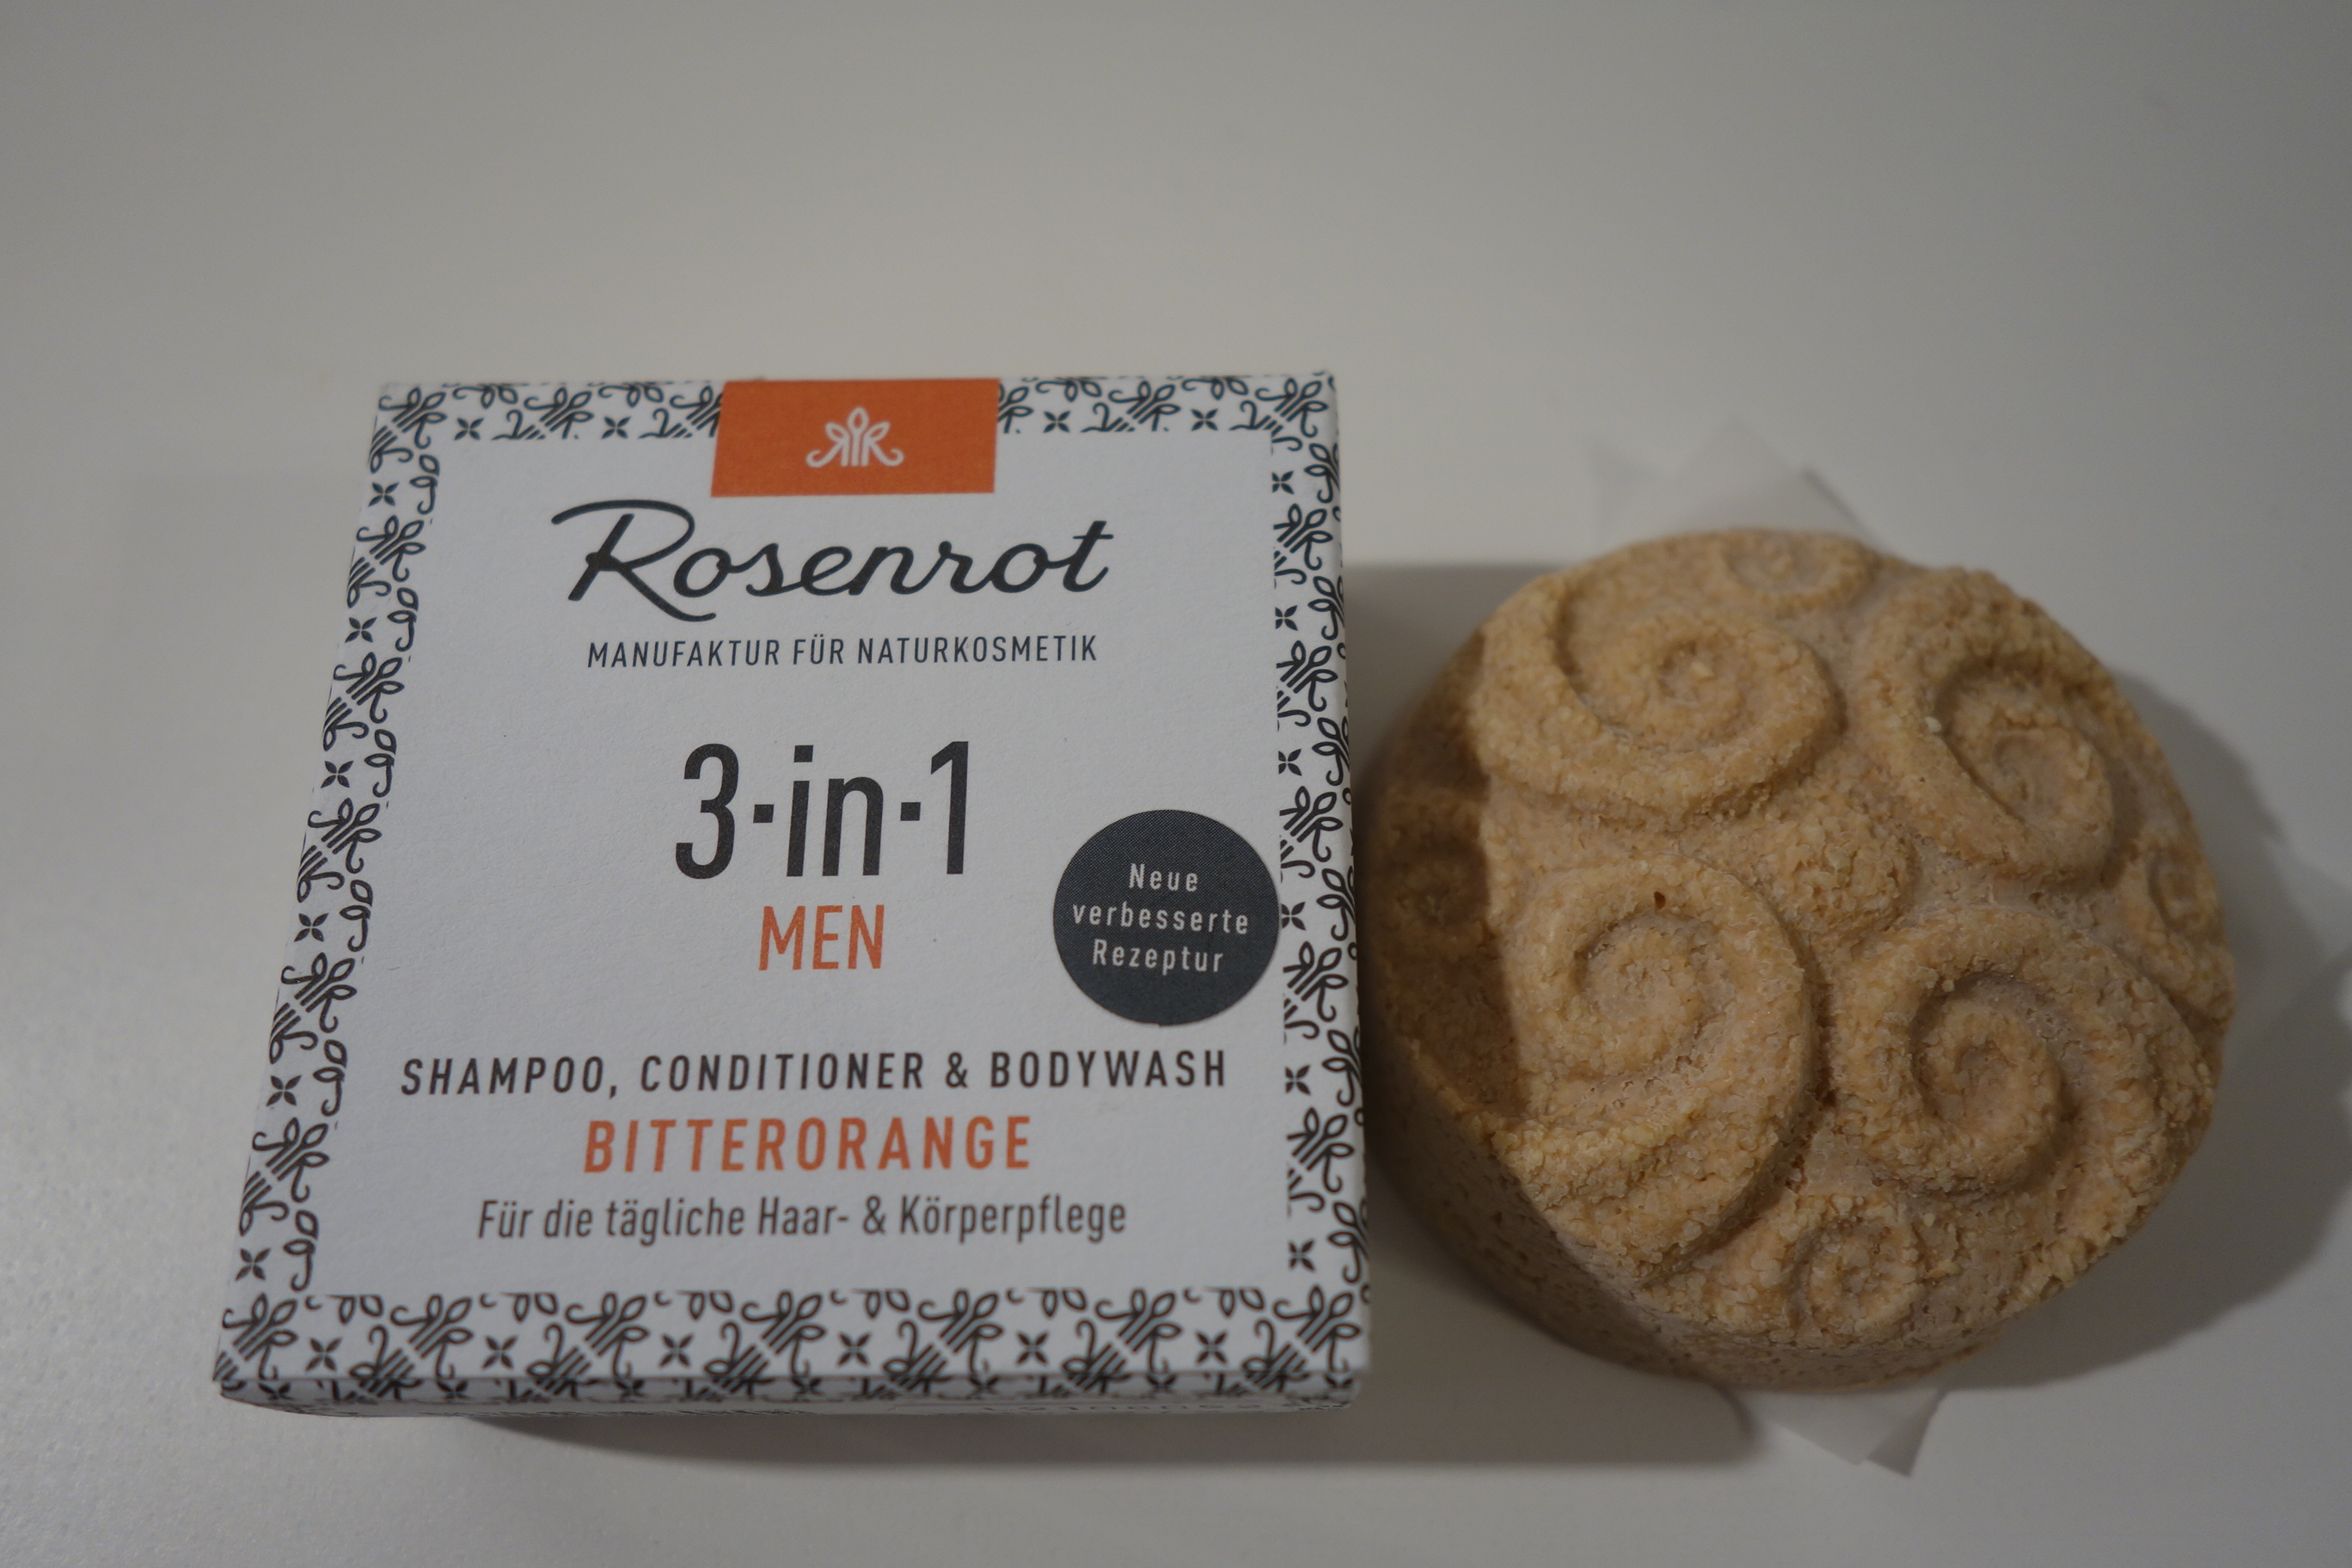 Rosenrot
MANUFAKTUR FÜR NATURKOSMETIK
3·in·1
MEN
Neue
verbesserte
Rezeptur
SHAMPOO, CONDITIONER & BODYWASH
BITTERORANGE
Für die tägliche Haar- & Körperpflege